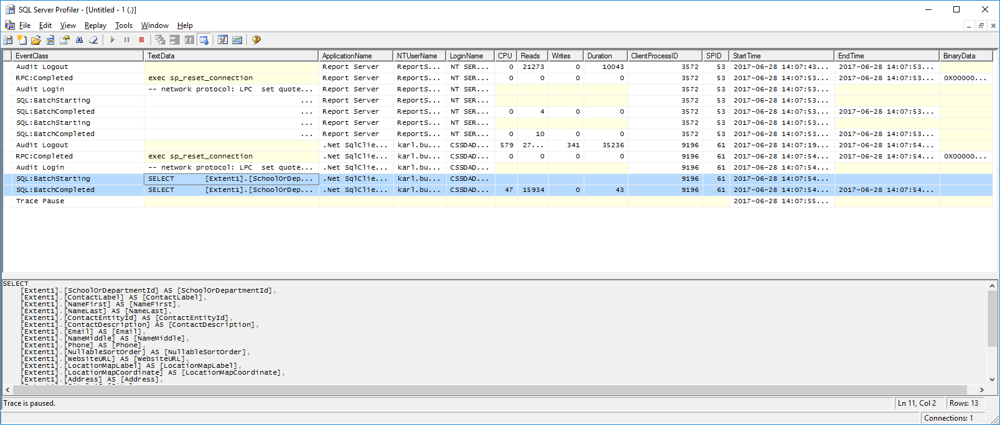 SQL Server Profiler - [Untitled - 1 (.)]
File Edit View Replay Tools Window Help
EventClass TextData ApplicationName NTUserName LoginName CPU Reads Writes Duration ClientProcessID SPID StartTime EndTime BinaryData
Audit Logout Report Server ReportS... NT SER... 0 21273 0 10043 3572 53 2017-06-28 14:07:43... 2017-06-28 14:07:53...
RPC:Completed exec sp_reset_connection Report Server ReportS... NT SER... 0 0 0 0 3572 53 2017-06-28 14:07:53... 2017-06-28 14:07:53... 0X00000...
Audit Login -- network protocol: LPC set quote... Report Server ReportS... NT SER... 3572 53 2017-06-28 14:07:53...
SQL:BatchStarting ... Report Server ReportS... NT SER... 3572 53 2017-06-28 14:07:53...
SQL:BatchCompleted ... Report Server ReportS... NT SER... 0 4 0 0 3572 53 2017-06-28 14:07:53... 2017-06-28 14:07:53...
SQL:BatchStarting ... Report Server ReportS... NT SER... 3572 53 2017-06-28 14:07:53...
SQL:BatchCompleted ... Report Server ReportS... NT SER... 0 10 0 0 3572 53 2017-06-28 14:07:53... 2017-06-28 14:07:53...
Audit Logout .Net SqlClie... karl.bu... CSSDAD... 579 27... 341 35236 9196 61 2017-06-28 14:07:19... 2017-06-28 14:07:54...
RPC:Completed exec sp_reset_connection .Net SqlClie... karl.bu... CSSDAD... 0 0 0 0 9196 61 2017-06-28 14:07:54... 2017-06-28 14:07:54... 0X00000...
Audit Login -- network protocol: LPC set quote... .Net SqlClie... karl.bu... CSSDAD... 9196 61 2017-06-28 14:07:54...
SQL:BatchStarting SELECT [Extent1].[SchoolOrDep... .Net SqlClie... karl.bu... CSSDAD... 9196 61 2017-06-28 14:07:54...
SQL:BatchCompleted SELECT [Extent1].[SchoolOrDep... .Net SqlClie... karl.bu... CSSDAD... 47 15934 0 43 9196 61 2017-06-28 14:07:54... 2017-06-28 14:07:54...
Trace Pause 2017-06-28 14:07:55...
SELECT
[Extent1].[SchoolOrDepartmentId] AS [SchoolOrDepartmentId],
[Extent1].[ContactLabel] AS [ContactLabel],
[Extent1].[NameFirst] AS [NameFirst],
[Extent1].[NameLast] AS [NameLast],
[Extent1].[ContactEntityId] AS [ContactEntityId],
[Extent1].[ContactDescription] AS [ContactDescription],
[Extent1].[Email] AS [Email],
[Extent1].[NameMiddle] AS [NameMiddle],
[Extent1].[Phone] AS [Phone],
[Extent1].[NullableSortOrder] AS [NullableSortOrder],
[Extent1].[WebsiteURL] AS [WebsiteURL],
[Extent1].[LocationMapLabel] AS [LocationMapLabel],
[Extent1].[LocationMapCoordinate] AS [LocationMapCoordinate],
[Extent1].[Address] AS [Address],
Trace is paused. Ln 11, Col 2 Rows: 13
Connections: 1